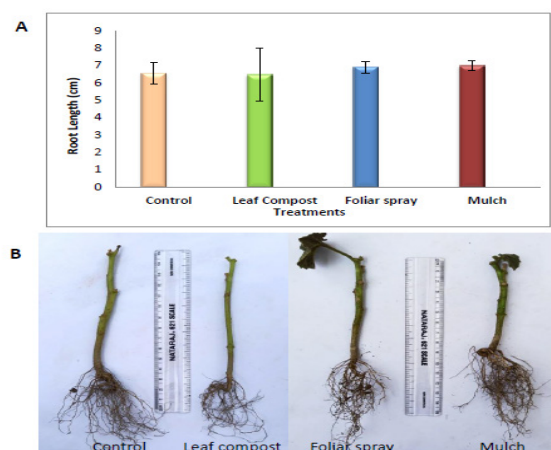 A
Root Length (cm)
9
8
7
6
5
4
3
2
1
0
Control Leaf Compost Foliar spray Mulch
Treatments
B
NATARAJ 621 SCALE
NATARAJ 621 SCALE
Control Leaf compost Foliar spray Mulch